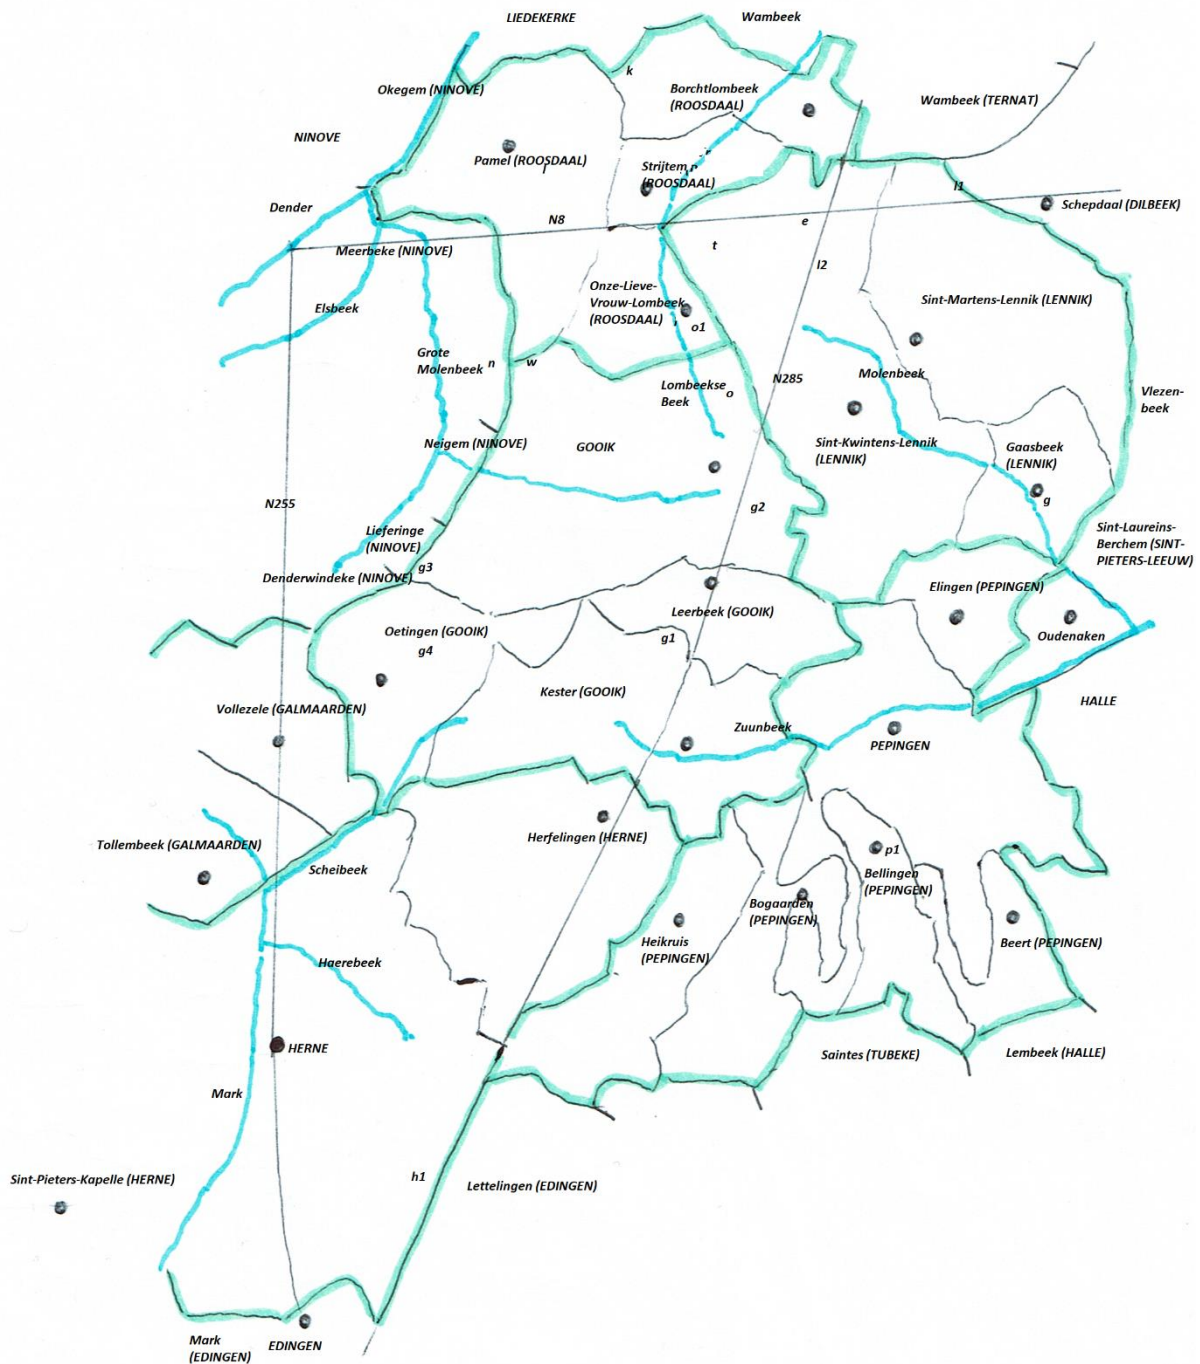 LIEDEKERKE
Wambeek
k
Okegem (NINOVE)
Borchtlombeek
(ROOSDAAL)
Wambeek (TERNAT)
NINOVE
Pamel (ROOSDAAL)
Strijtem
(ROOSDAAL)
l1
Dender
N8
e
Schepdaal (DILBEEK)
Meerbeke (NINOVE)
t
l2
Elsbeek
Onze-Lieve-
Vrouw-Lombeek
(ROOSDAAL)
o1
Sint-Martens-Lennik (LENNIK)
Grote
Molenbeek
n
w
Lombeekse
Beek
o
N285
Molenbeek
Vlezen-
beek
Neigem (NINOVE)
GOOIK
Sint-Kwintens-Lennik
(LENNIK)
Gaasbeek
(LENNIK)
g
N255
g2
Lieferinge
(NINOVE)
Sint-Laureins-
Berchem (SINT-
PIETERS-LEEUW)
g3
Denderwindeke (NINOVE)
Elingen (PEPINGEN)
Leerbeek (GOOIK)
Oetingen (GOOIK)
g1
Oudenaken
g4
Kester (GOOIK)
HALLE
Vollezele (GALMAARDEN)
Zuunbeek
PEPINGEN
Herfelingen (HERNE)
Tollembeek (GALMAARDEN)
p1
Scheibeek
Bellingen
(PEPINGEN)
Bogaarden
(PEPINGEN)
Heikruis
(PEPINGEN)
Beert (PEPINGEN)
Haerebeek
HERNE
Saintes (TUBEKE)
Lembeek (HALLE)
Mark
Sint-Pieters-Kapelle (HERNE)
h1
Lettelingen (EDINGEN)
Mark
(EDINGEN)
EDINGEN